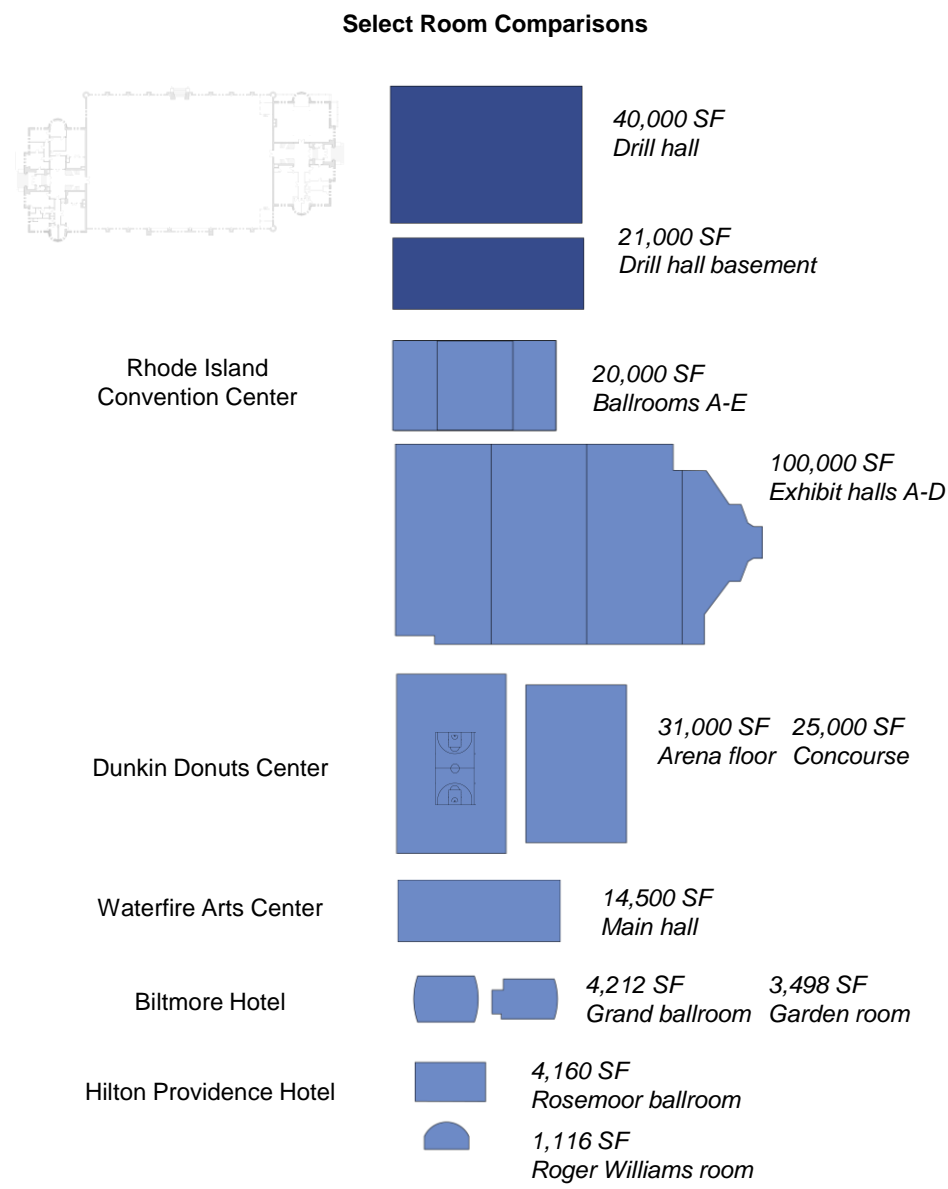 Select Room Comparisons
40,000 SF
Drill hall
21,000 SF
Drill hall basement
Rhode Island
Convention Center
20,000 SF
Ballrooms A-E
100,000 SF
Exhibit halls A-D
Dunkin Donuts Center
31,000 SF
Arena floor
25,000 SF
Concourse
Waterfire Arts Center
14,500 SF
Main hall
Biltmore Hotel
4,212 SF
Grand ballroom
3,498 SF
Garden room
Hilton Providence Hotel
4,160 SF
Rosemoor ballroom
1,116 SF
Roger Williams room